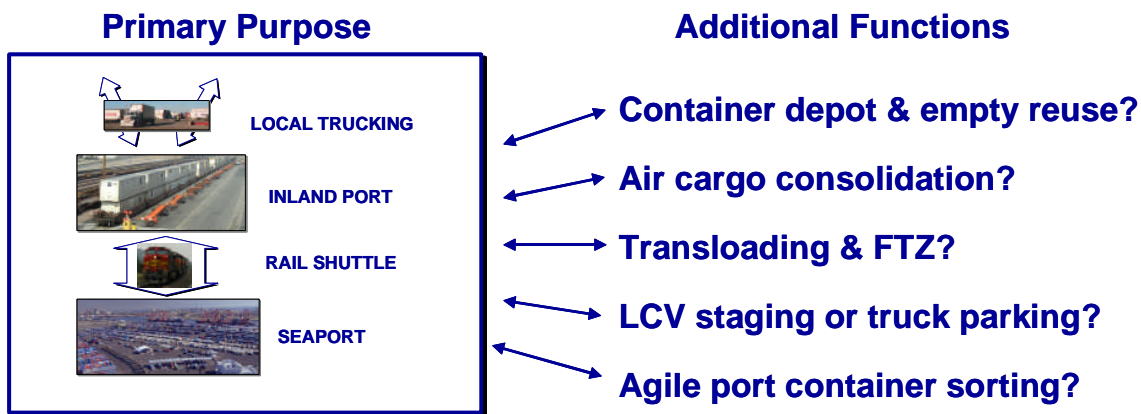 Primary Purpose
LOCAL TRUCKING
INLAND PORT
RAIL SHUTTLE
SEAPORT
Additional Functions
Container depot & empty reuse?
Air cargo consolidation?
Transloading & FTZ?
LCV staging or truck parking?
Agile port container sorting?